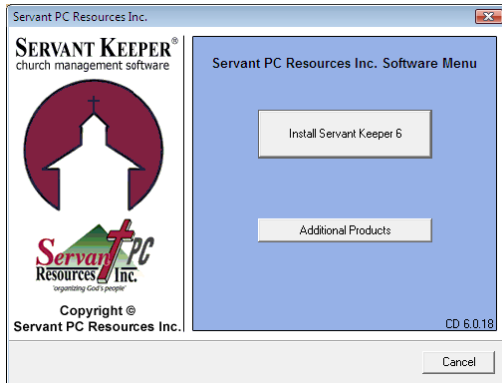 Servant PC Resources Inc.
SERVANT KEEPER®
church management software
Servant PC
Resources Inc.
"organizing God's people"
Copyright ©
Servant PC Resources Inc.
Servant PC Resources Inc. Software Menu
Install Servant Keeper 6
Additional Products
CD 6.0.18
Cancel